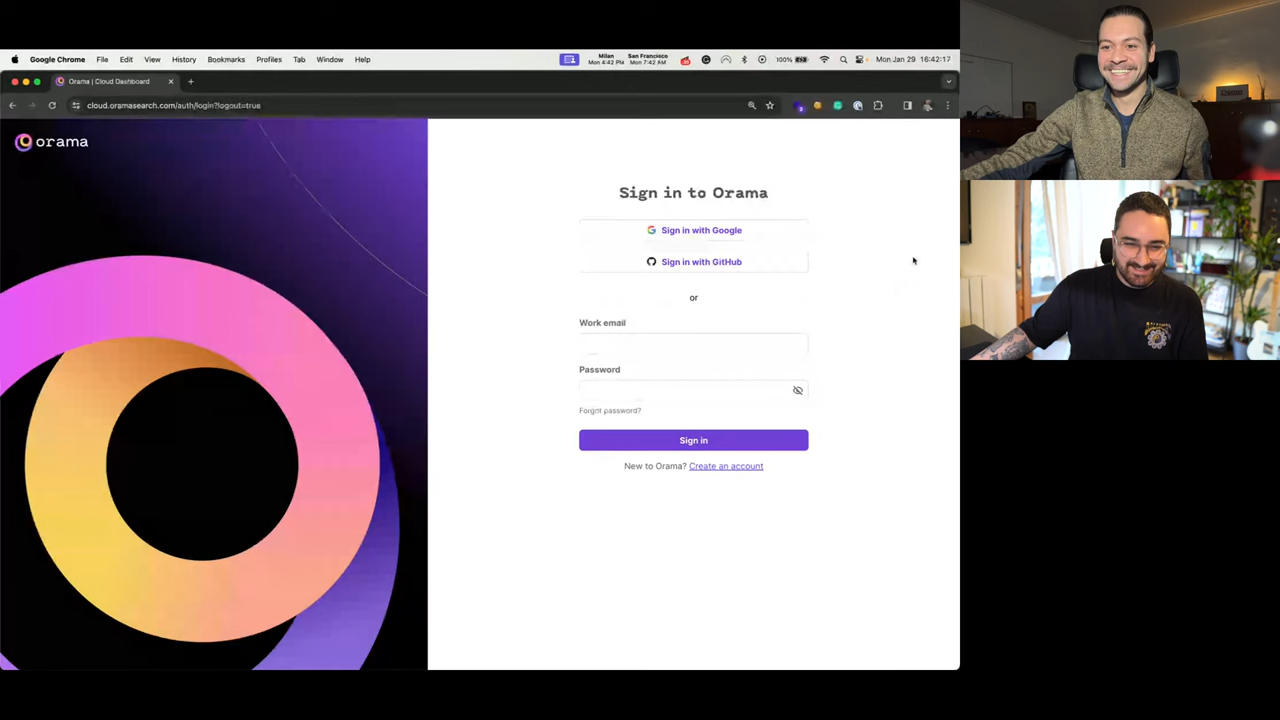 Google Chrome File Edit View History Bookmarks Profiles Tab Window Help
Milan
Mon 4:42 PM
San Francisco
Mon 7:42 AM
100%
Mon Jan 29 16:42:17
Orama | Cloud Dashboard
cloud.oramasearch.com/auth/login?logout=true
orama
Sign in to Orama
Sign in with Google
Sign in with GitHub
or
Work email
Password
Forgot password?
Sign in
New to Orama? Create an account